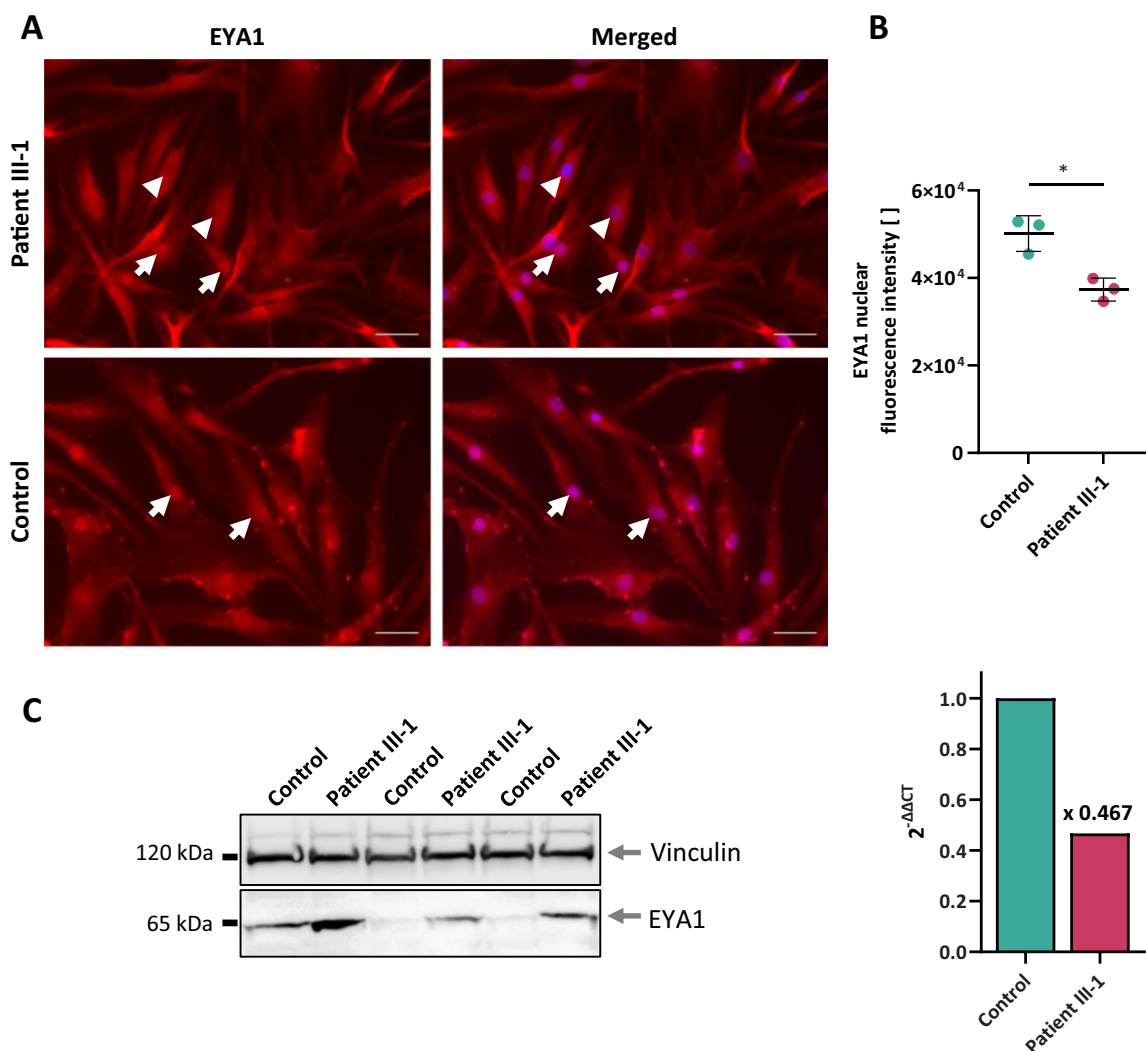 A
EYA1
Merged
Patient III-1
Control
B
EYA1 nuclear
fluorescence intensity [ ]
6×10⁴
4×10⁴
2×10⁴
0
*
Control
Patient III-1
C
Control
Patient III-1
Control
Patient III-1
Control
Patient III-1
120 kDa
Vinculin
65 kDa
EYA1
2^-ΔΔCT
1.0
0.8
0.6
0.4
0.2
0.0
x 0.467
Control
Patient III-1